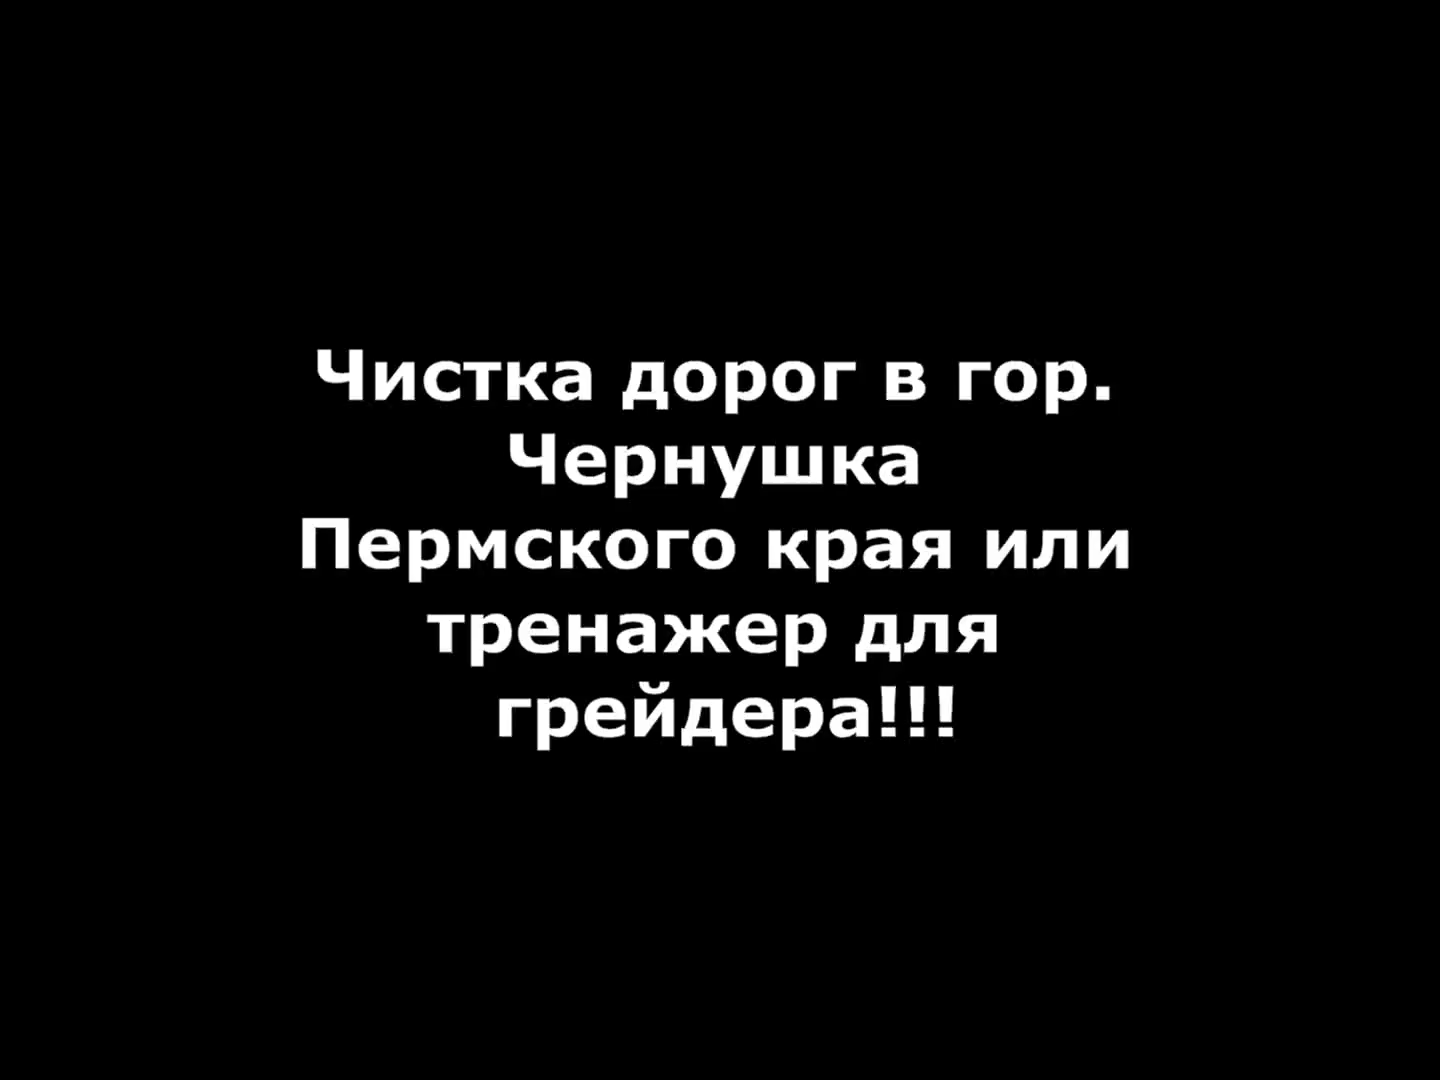 Чистка дорог в гор.
Чернушка
Пермского края или
тренажер для
грейдера!!!